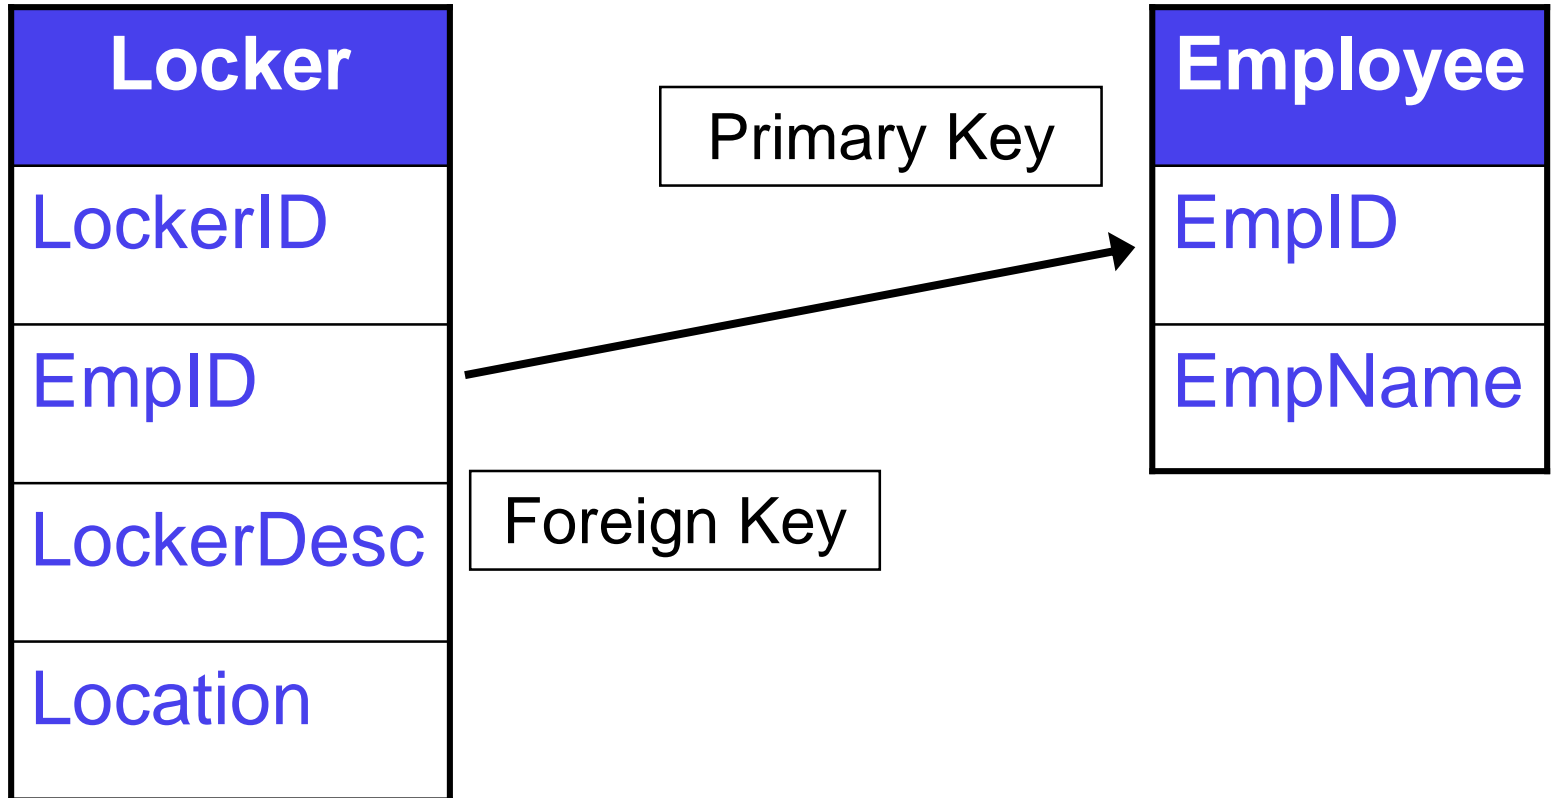 Locker
LockerID
EmpID
LockerDesc
Location
Primary Key
Foreign Key
Employee
EmpID
EmpName